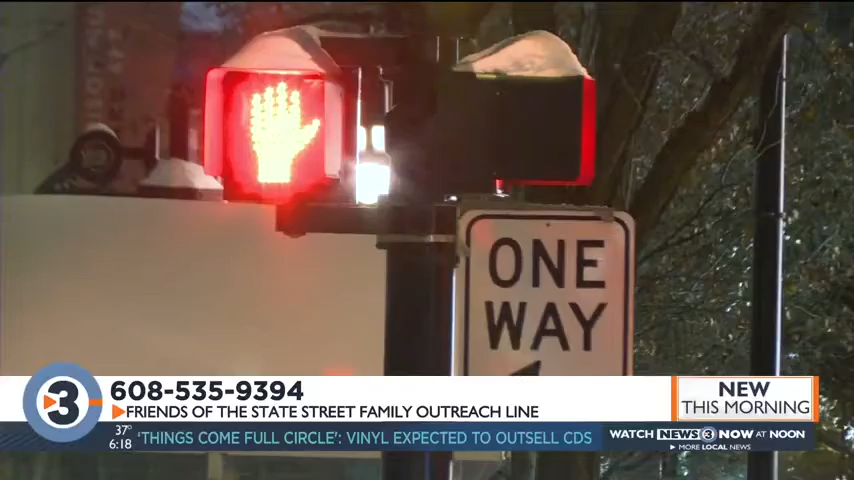 ONE
WAY
3
608-535-9394
FRIENDS OF THE STATE STREET FAMILY OUTREACH LINE
NEW
THIS MORNING
37°
6:18
'THINGS COME FULL CIRCLE': VINYL EXPECTED TO OUTSELL CDS
WATCH NEWS 3 NOW AT NOON
MORE LOCAL NEWS